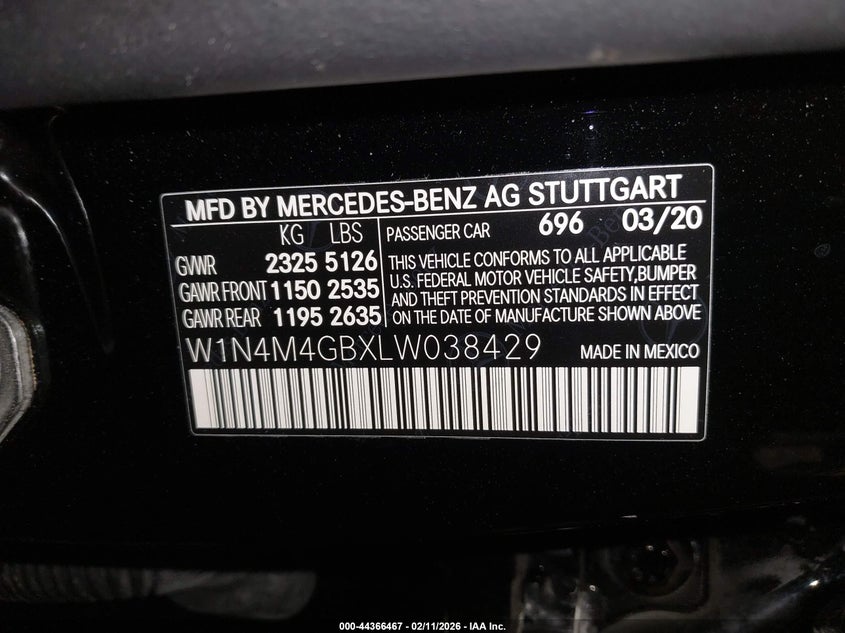 MFD BY MERCEDES-BENZ AG STUTTGART
KG LBS
GVWR 2325 5126
GAWR FRONT 1150 2535
GAWR REAR 1195 2635
PASSENGER CAR 696 03/20
THIS VEHICLE CONFORMS TO ALL APPLICABLE
U.S. FEDERAL MOTOR VEHICLE SAFETY,BUMPER
AND THEFT PREVENTION STANDARDS IN EFFECT
ON THE DATE OF MANUFACTURE SHOWN ABOVE
W1N4M4GBXLW038429 MADE IN MEXICO
000-44366467 - 02/11/2026 - IAA Inc.